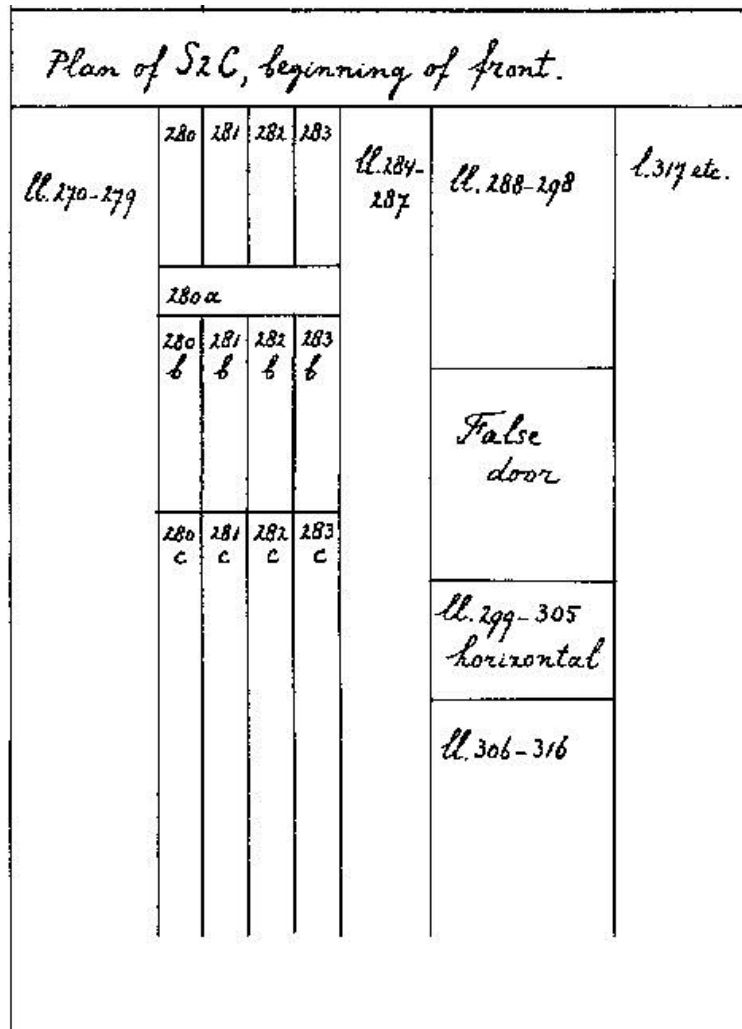 Plan of S2C, beginning of front.
ll. 270-279
280 281 282 283
280a
280 b 281 b 282 b 283 b
280 c 281 c 282 c 283 c
ll. 284-
287
ll. 288-298
False
door
ll. 299-305
horizontal
ll. 306-316
l. 317 etc.